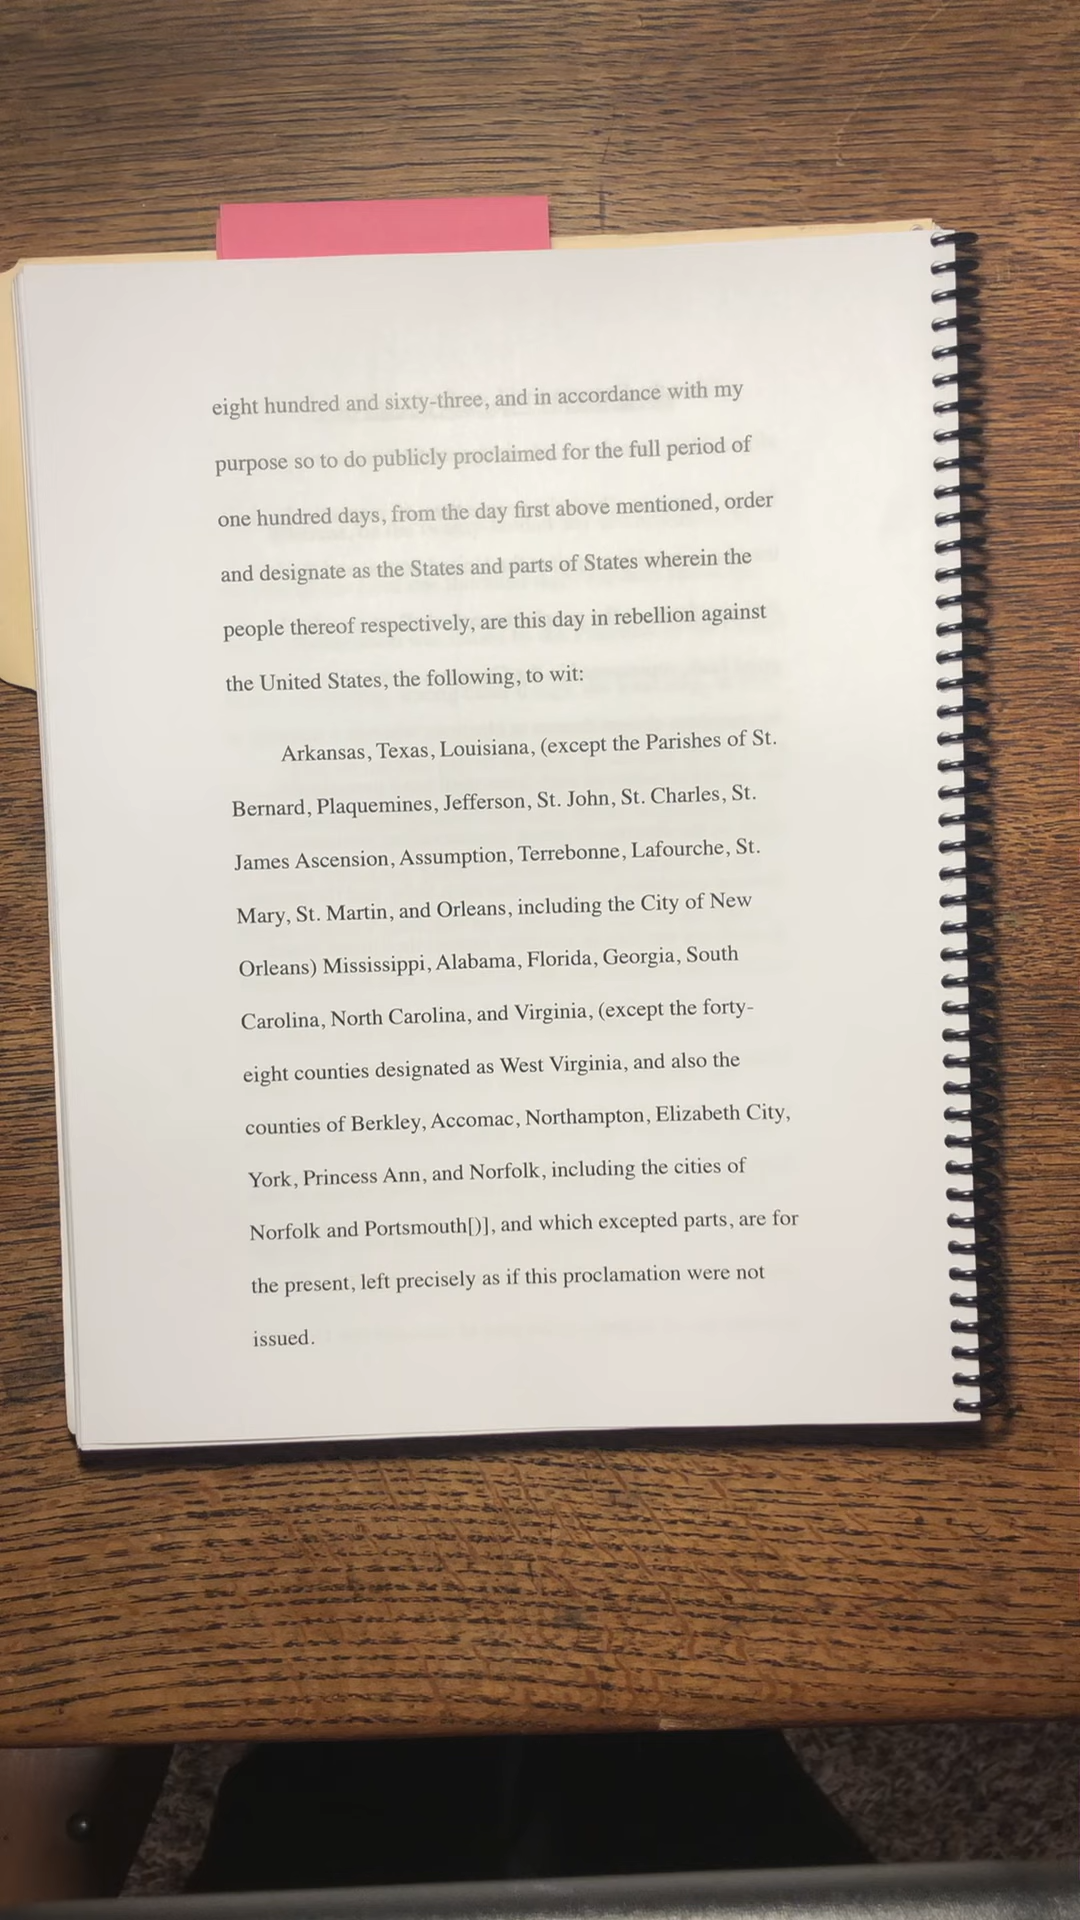 eight hundred and sixty-three, and in accordance with my
purpose so to do publicly proclaimed for the full period of
one hundred days, from the day first above mentioned, order
and designate as the States and parts of States wherein the
people thereof respectively, are this day in rebellion against
the United States, the following, to wit:
Arkansas, Texas, Louisiana, (except the Parishes of St.
Bernard, Plaquemines, Jefferson, St. John, St. Charles, St.
James Ascension, Assumption, Terrebonne, Lafourche, St.
Mary, St. Martin, and Orleans, including the City of New
Orleans) Mississippi, Alabama, Florida, Georgia, South
Carolina, North Carolina, and Virginia, (except the forty-
eight counties designated as West Virginia, and also the
counties of Berkley, Accomac, Northampton, Elizabeth City,
York, Princess Ann, and Norfolk, including the cities of
Norfolk and Portsmouth[)], and which excepted parts, are for
the present, left precisely as if this proclamation were not
issued.